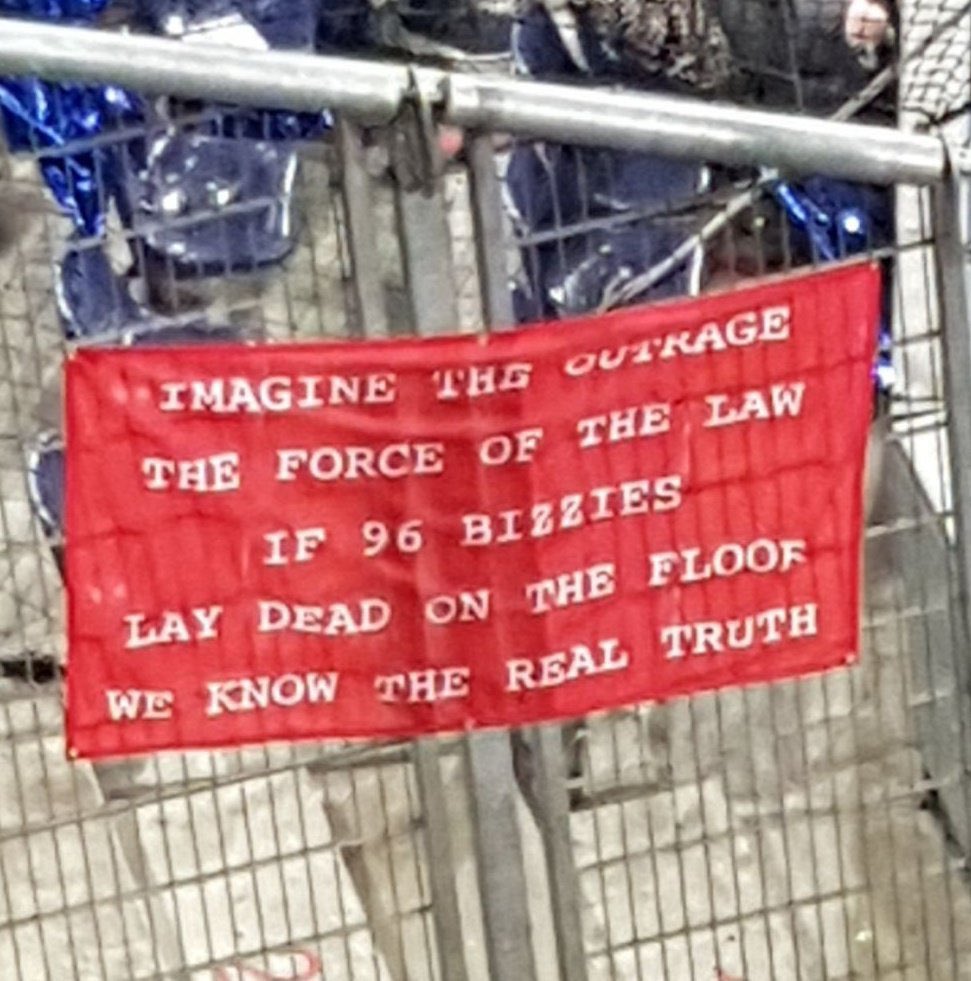 IMAGINE THE OUTRAGE
THE FORCE OF THE LAW
IF 96 BIZZIES
LAY DEAD ON THE FLOOR
WE KNOW THE REAL TRUTH